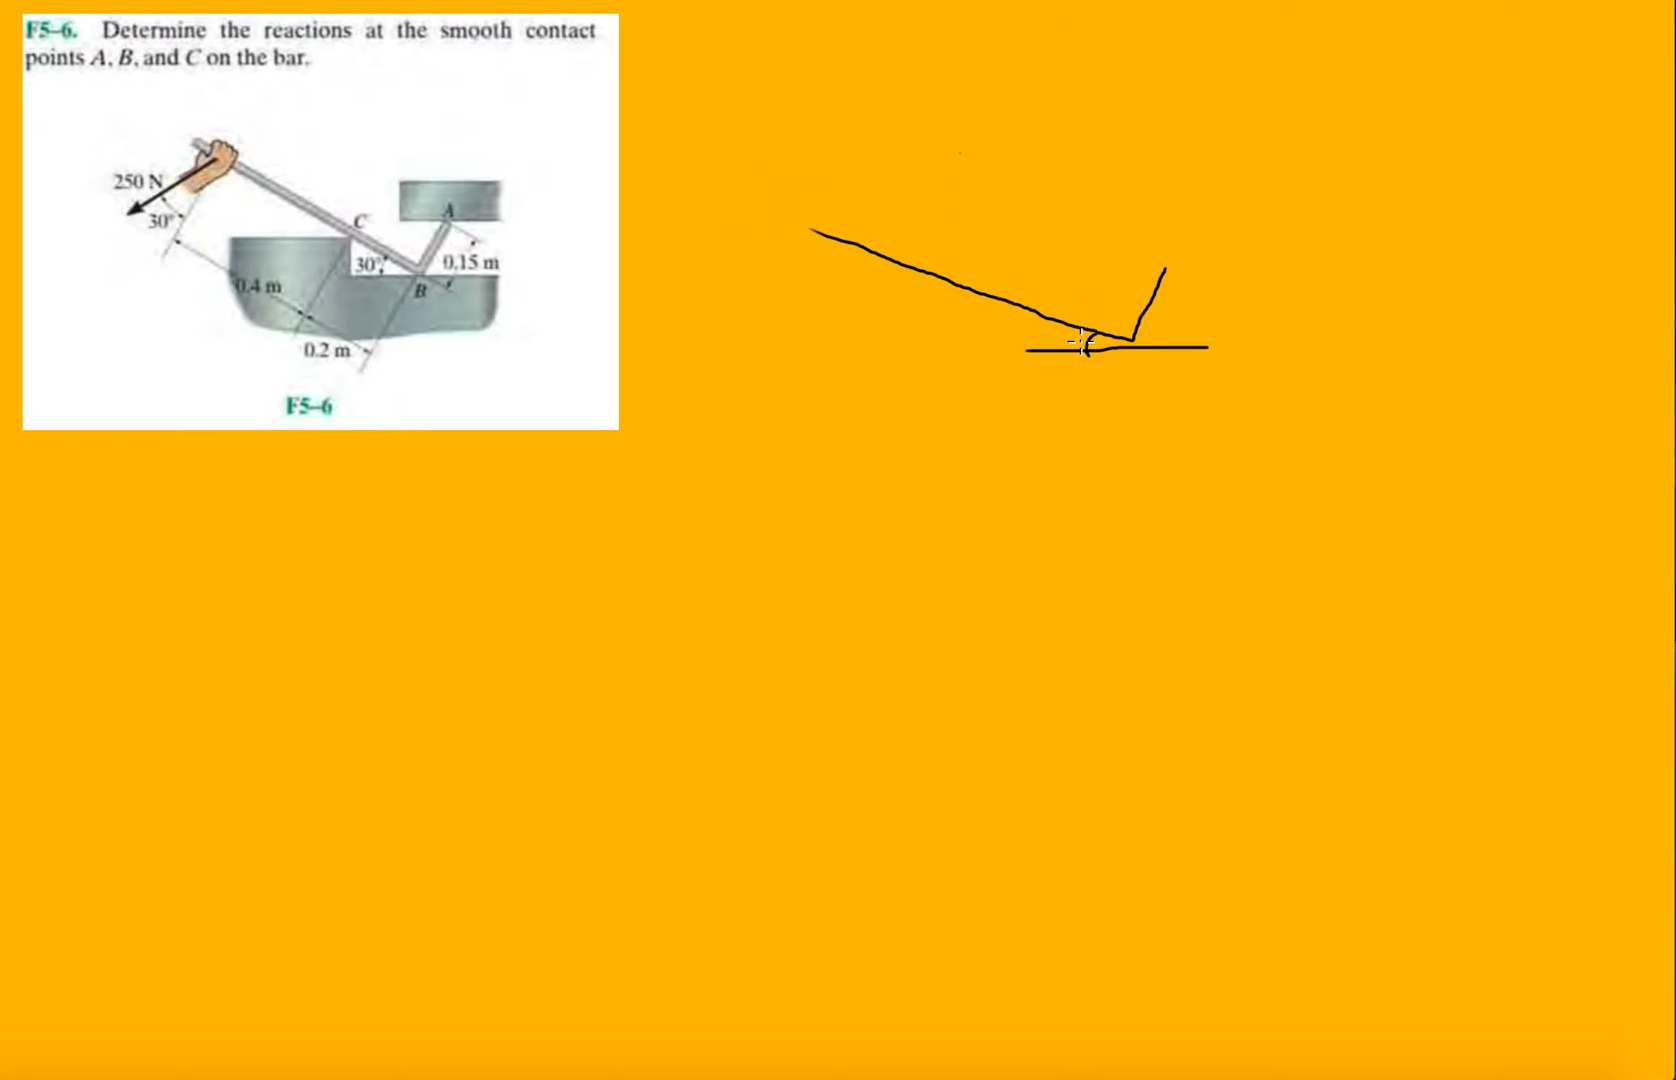 F5–6. Determine the reactions at the smooth contact
points A, B, and C on the bar.
250 N
30°
C
A
30°
0.15 m
0.4 m
B
0.2 m
F5–6